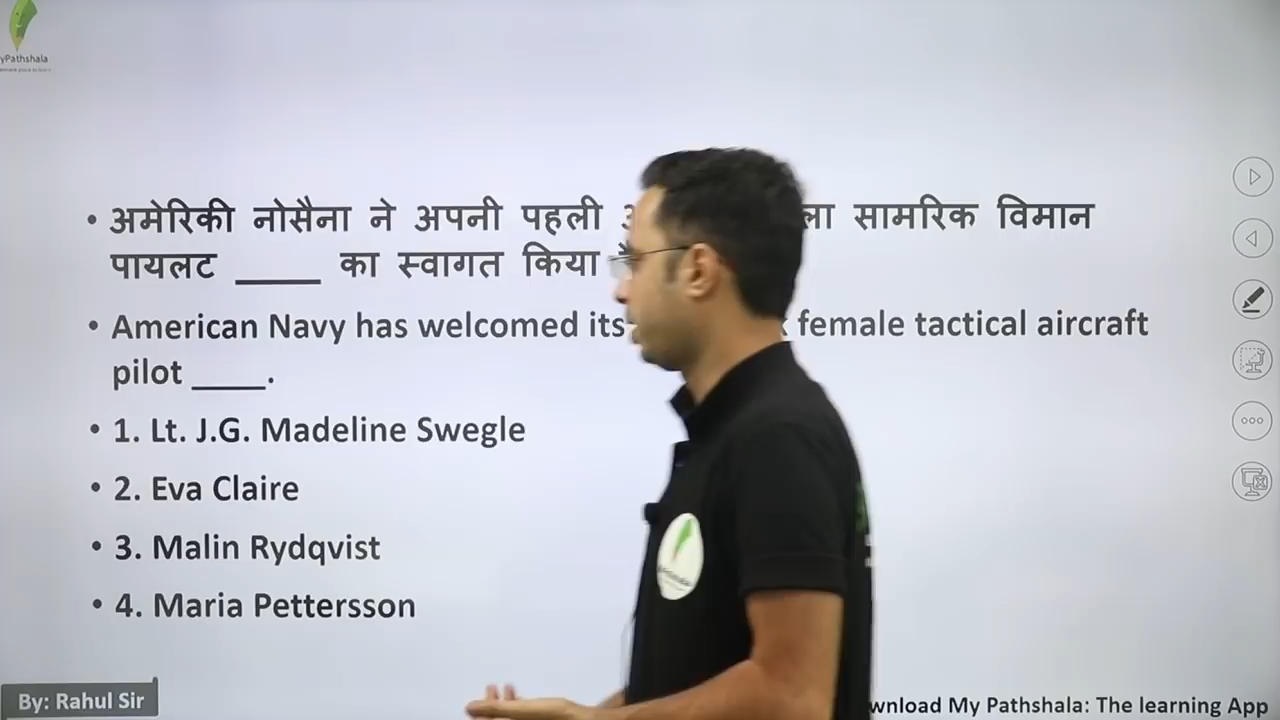 yPathshala
अमेरिकी नोसैना ने अपनी पहली सामरिक विमान
पायलट _____ का स्वागत किया
American Navy has welcomed its female tactical aircraft
pilot _____.
1. Lt. J.G. Madeline Swegle
2. Eva Claire
3. Malin Rydqvist
4. Maria Pettersson
By: Rahul Sir
wnload My Pathshala: The learning App